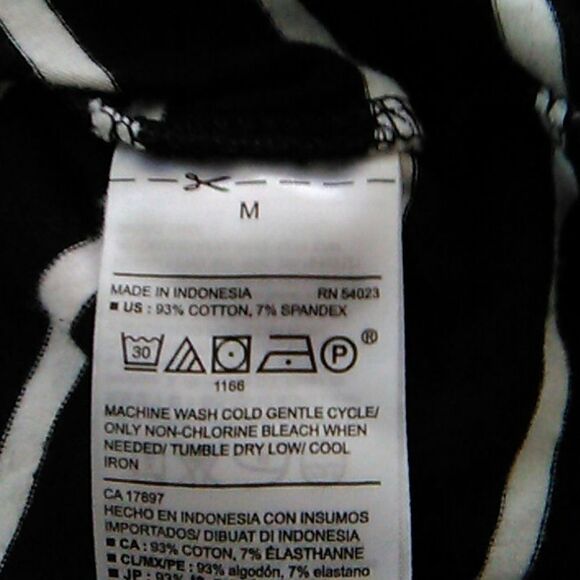 M
MADE IN INDONESIA RN 54023
■ US : 93% COTTON, 7% SPANDEX
30 P ®
1166
MACHINE WASH COLD GENTLE CYCLE/
ONLY NON-CHLORINE BLEACH WHEN
NEEDED/ TUMBLE DRY LOW/ COOL
IRON
CA 17897
HECHO EN INDONESIA CON INSUMOS
IMPORTADOS/ DIBUAT DI INDONESIA
■ CA : 93% COTON, 7% ÉLASTHANNE
■ CL/MX/PE : 93% algodón, 7% elastano
■ JP : 93%